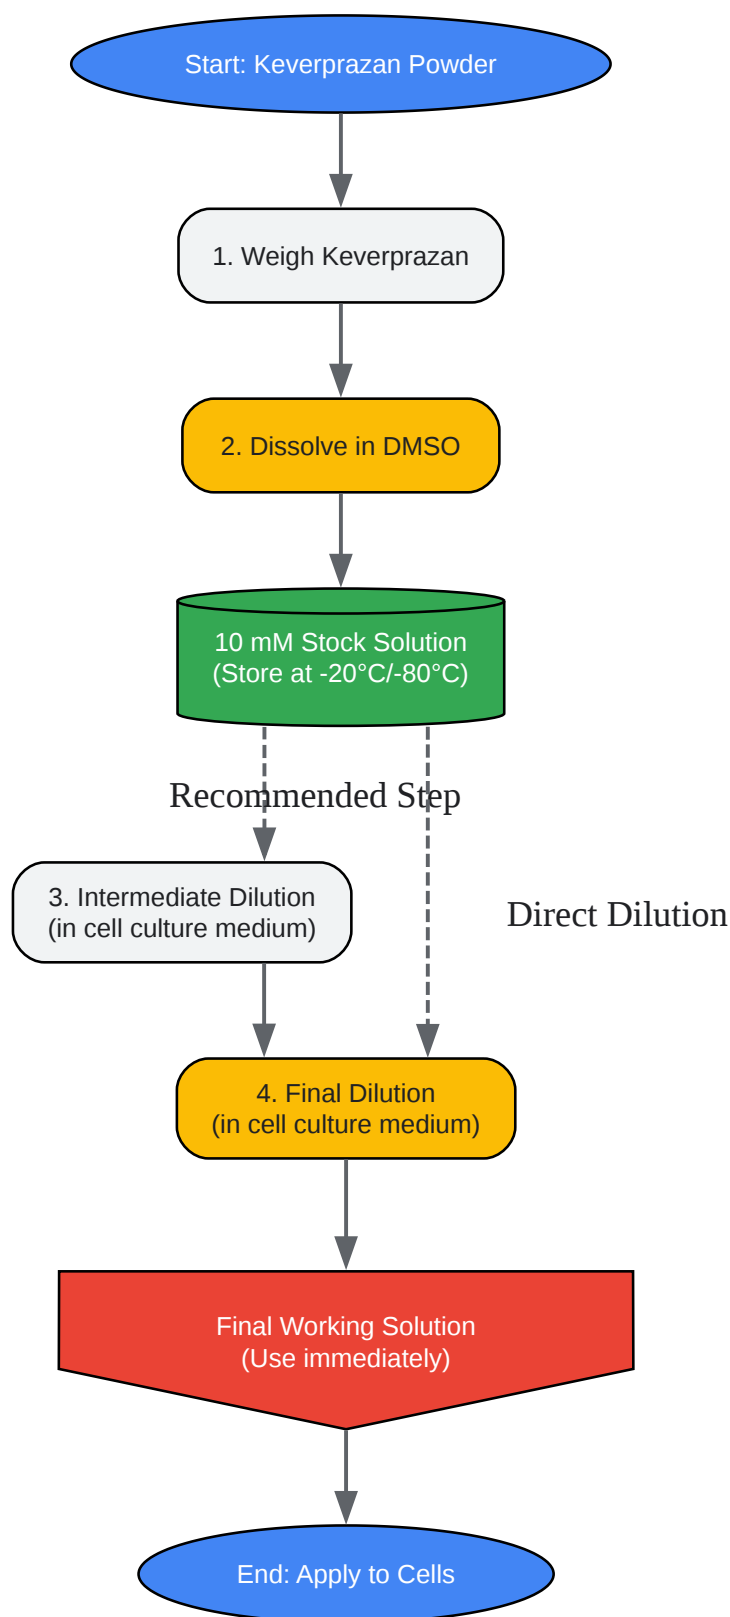 Start: Keverprazan Powder
1. Weigh Keverprazan
2. Dissolve in DMSO
10 mM Stock Solution
(Store at -20°C/-80°C)
Recommended Step
3. Intermediate Dilution
(in cell culture medium)
Direct Dilution
4. Final Dilution
(in cell culture medium)
Final Working Solution
(Use immediately)
End: Apply to Cells